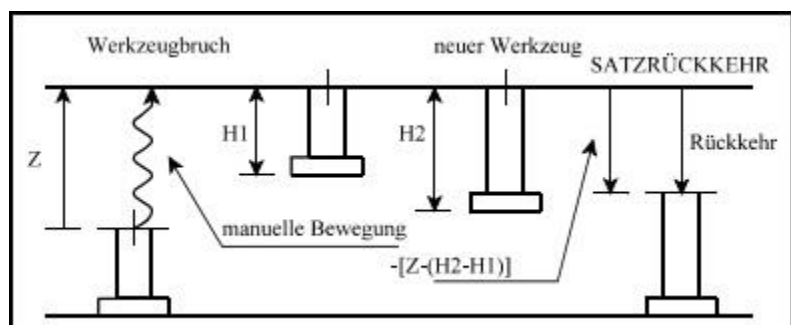 Werkzeugbruch
neuer Werkzeug
SATZRÜCKKEHR
H1
H2
Rückkehr
Z
manuelle Bewegung
-[Z-(H2-H1)]